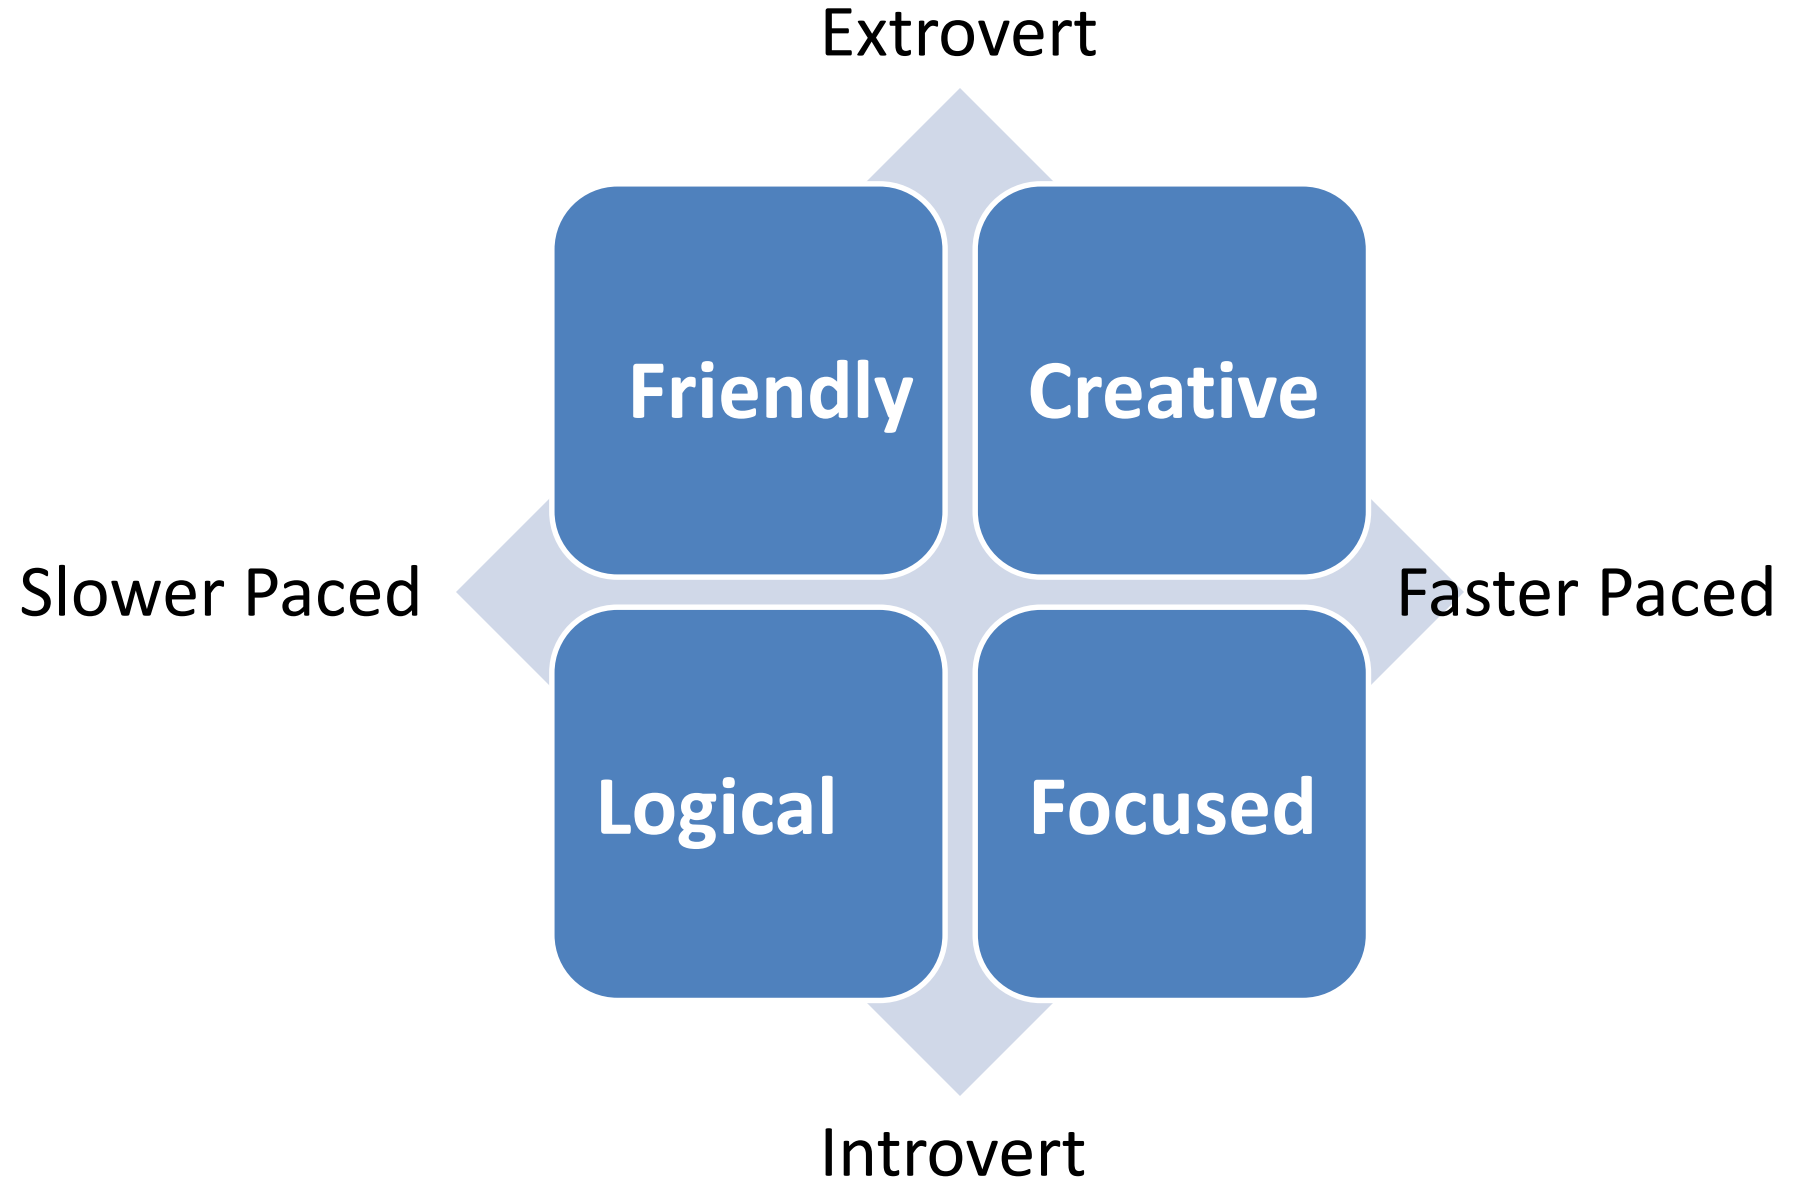 Extrovert
Friendly
Creative
Slower Paced
Faster Paced
Logical
Focused
Introvert